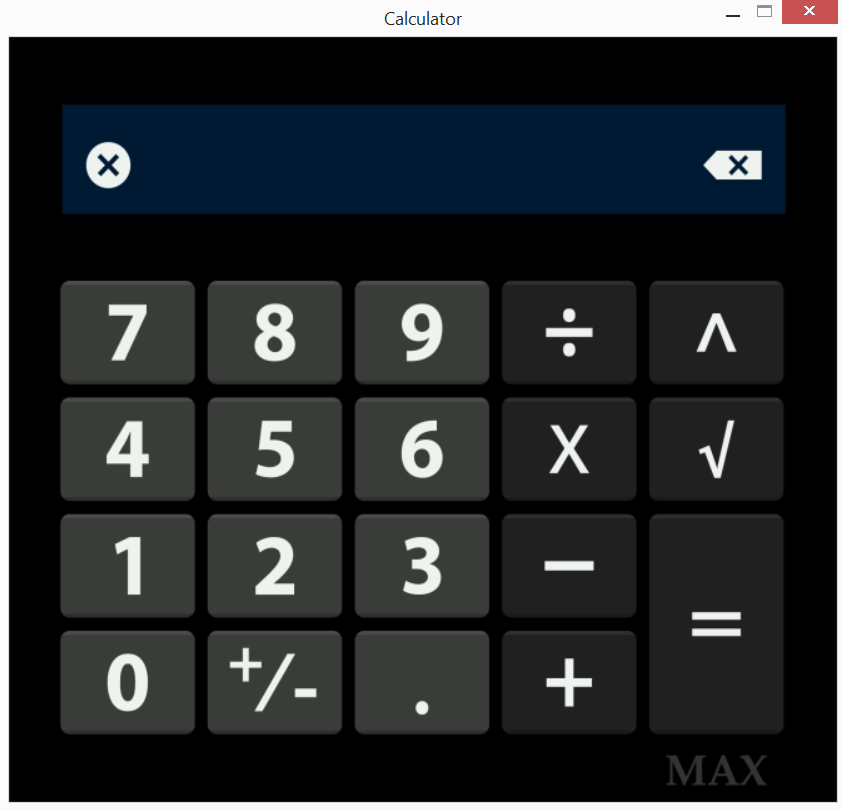 Calculator
7 8 9 ÷ ^
4 5 6 X √
1 2 3 −
=
0 +/- . +
MAX